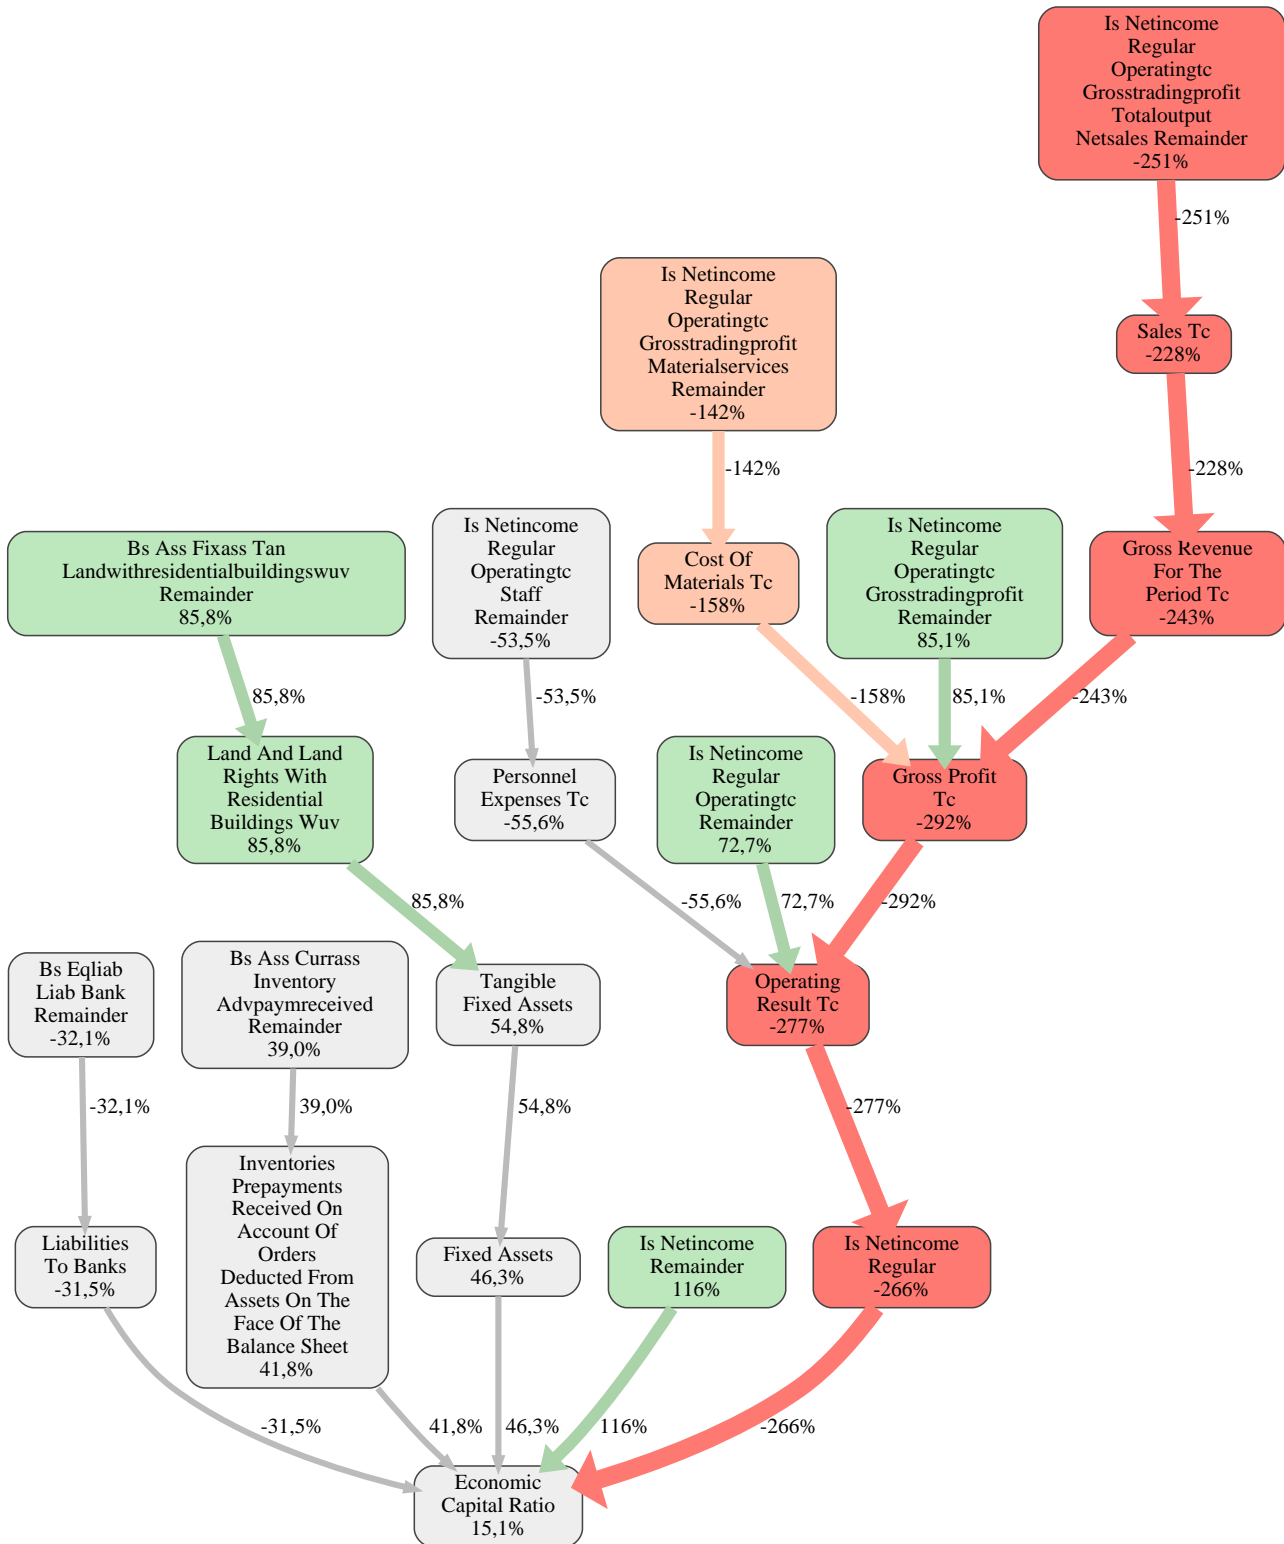 Is Netincome
Regular
Operatingtc
Grosstradingprofit
Totaloutput
Netsales Remainder
-251%
-251%
Is Netincome
Regular
Operatingtc
Grosstradingprofit
Materialservices
Remainder
-142%
Sales Tc
-228%
-142%
-228%
Bs Ass Fixass Tan
Landwithresidentialbuildingswuv
Remainder
85,8%
Is Netincome
Regular
Operatingtc
Staff
Remainder
-53,5%
Cost Of
Materials Tc
-158%
Is Netincome
Regular
Operatingtc
Grosstradingprofit
Remainder
85,1%
Gross Revenue
For The
Period Tc
-243%
85,8%
-53,5%
-158%
85,1%
-243%
Land And Land
Rights With
Residential
Buildings Wuv
85,8%
Personnel
Expenses Tc
-55,6%
Is Netincome
Regular
Operatingtc
Remainder
72,7%
Gross Profit
Tc
-292%
85,8%
-55,6%
72,7%
-292%
Bs Eqliab
Liab Bank
Remainder
-32,1%
Bs Ass Currass
Inventory
Advpaymreceived
Remainder
39,0%
Tangible
Fixed Assets
54,8%
Operating
Result Tc
-277%
-32,1%
39,0%
54,8%
-277%
Liabilities
To Banks
-31,5%
Inventories
Prepayments
Received On
Account Of
Orders
Deducted From
Assets On The
Face Of The
Balance Sheet
41,8%
Fixed Assets
46,3%
Is Netincome
Remainder
116%
Is Netincome
Regular
-266%
-31,5%
41,8%
46,3%
116%
-266%
Economic
Capital Ratio
15,1%